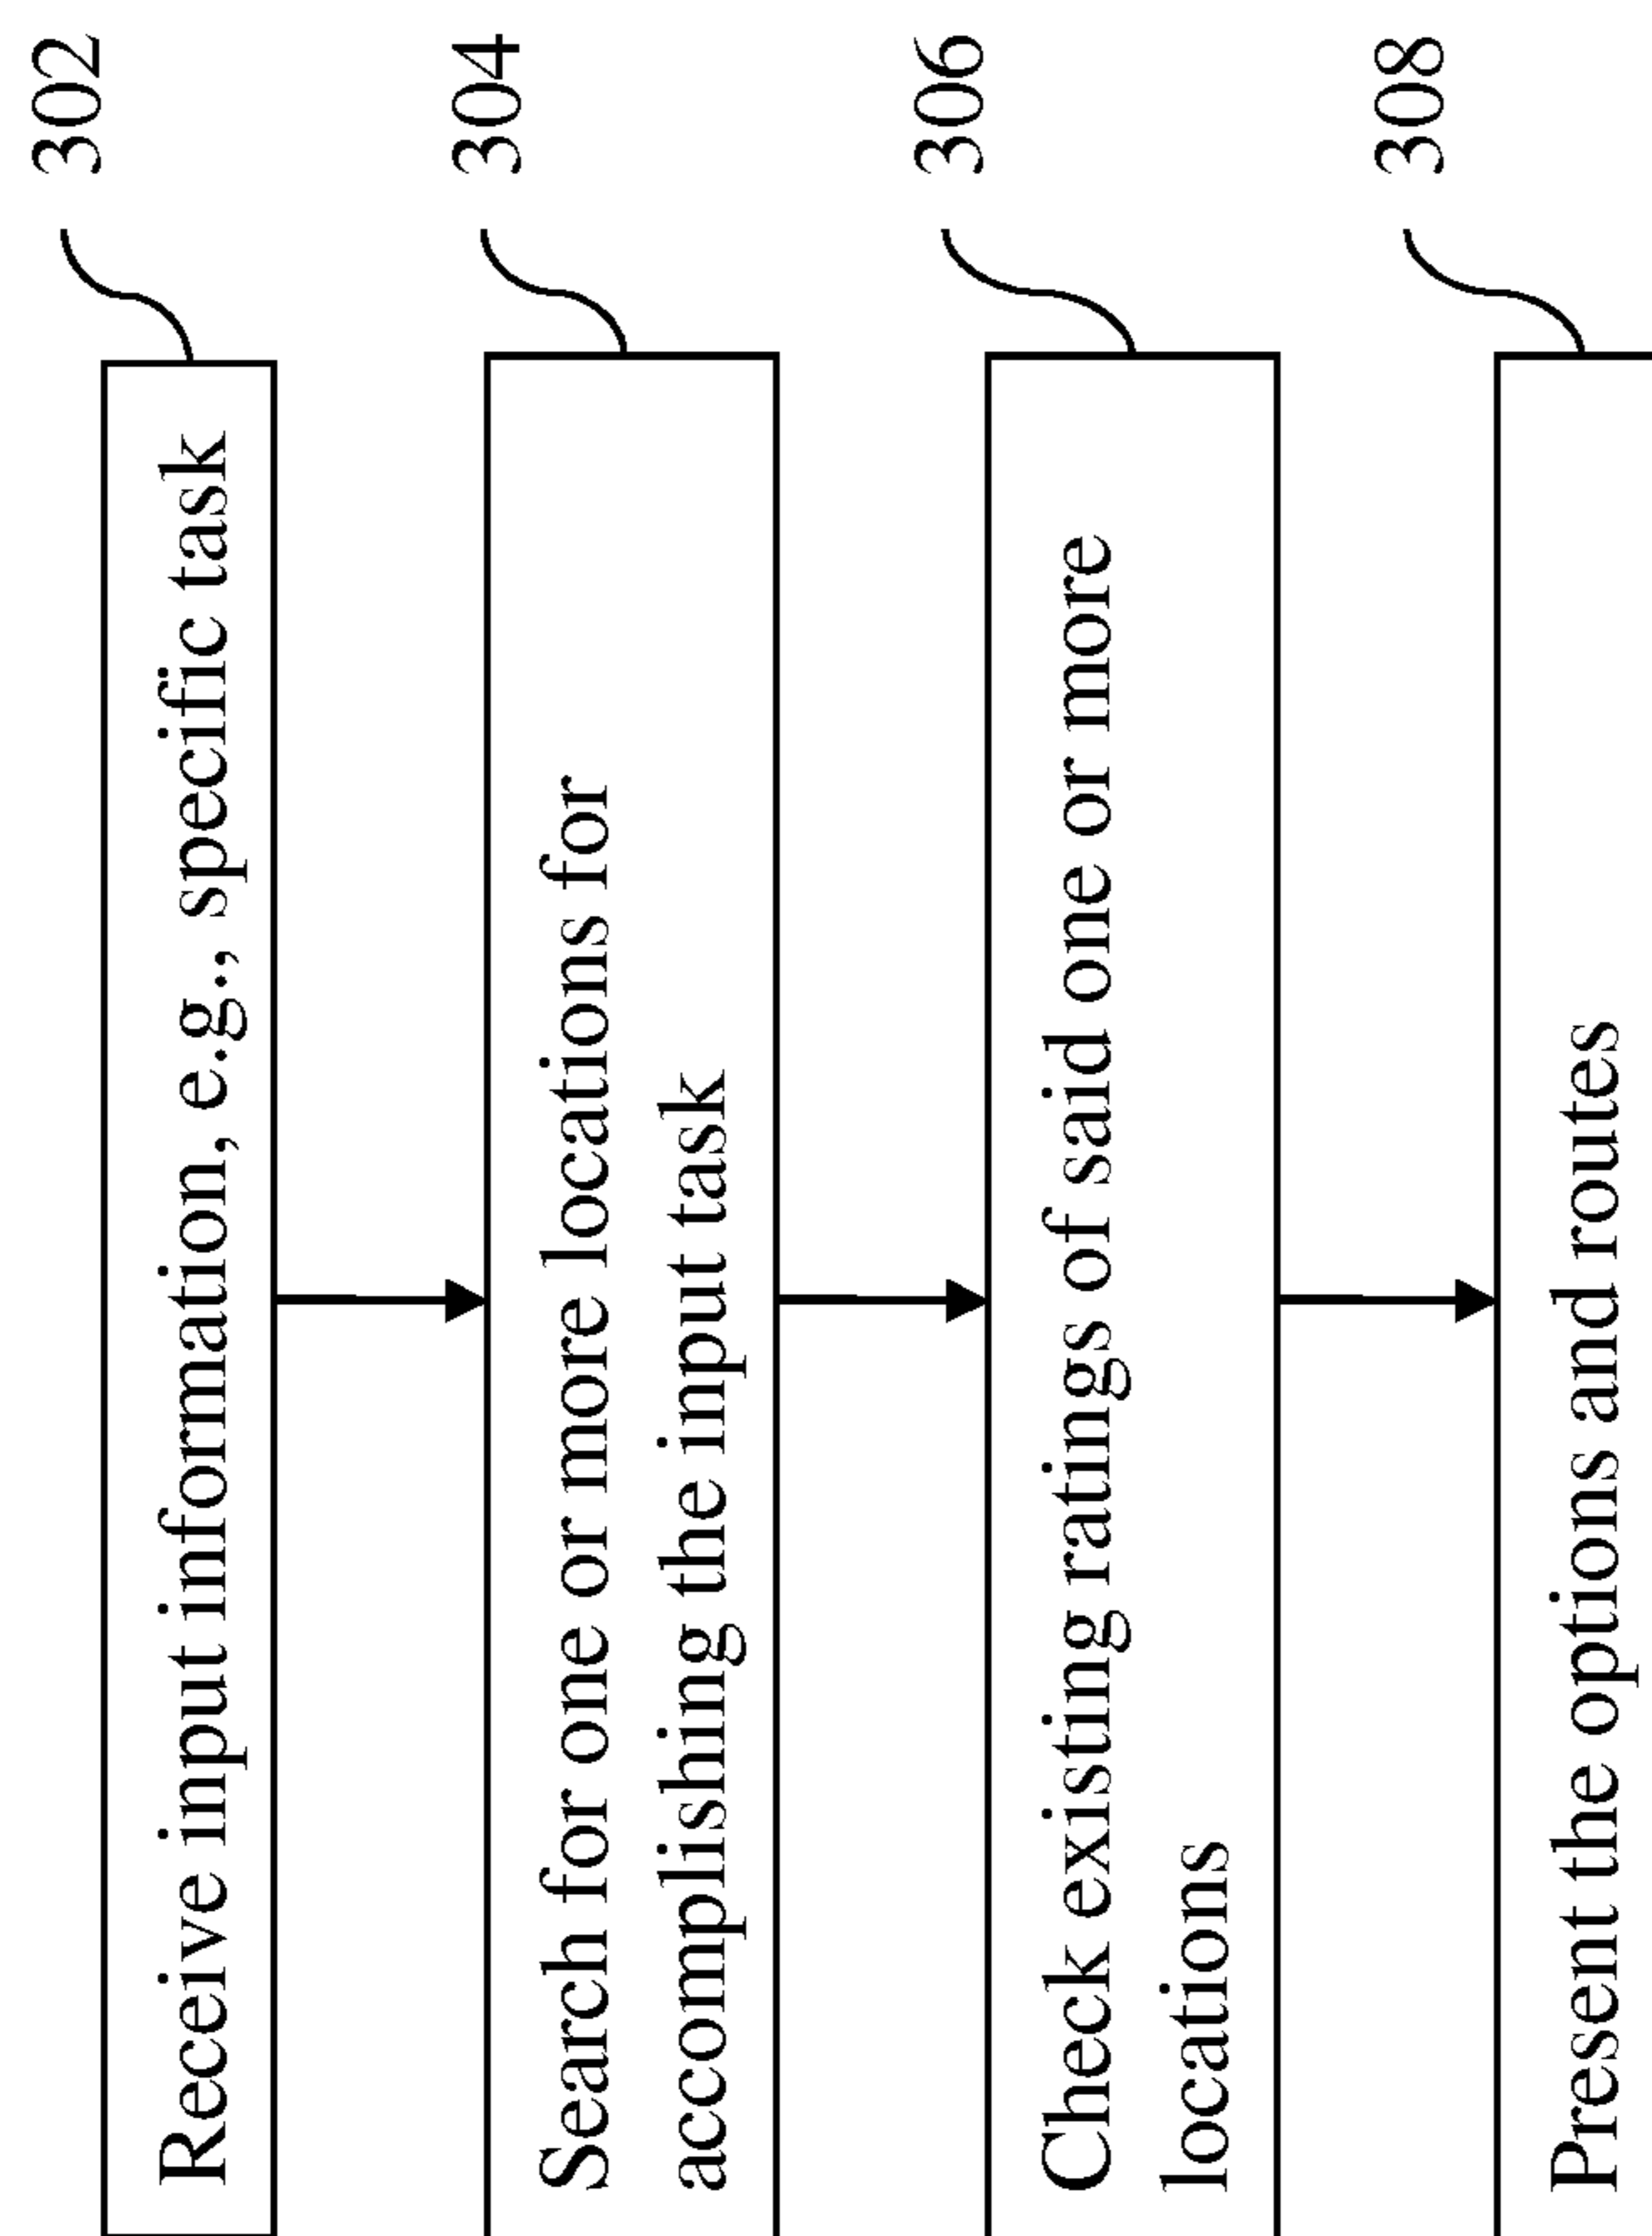 Receive input information, e.g., specific task
302
Search for one or more locations for
accomplishing the input task
304
Check existing ratings of said one or more
locations
306
Present the options and routes
308